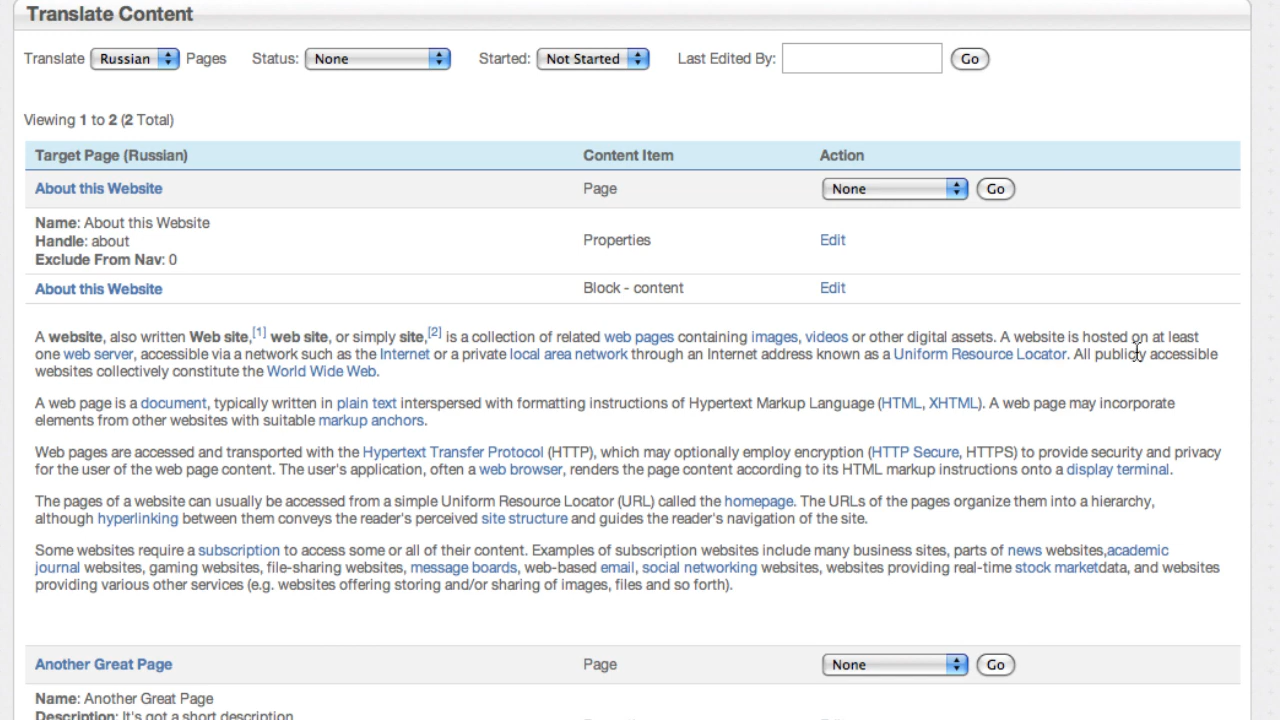 Translate Content
Translate Russian Pages Status: None Started: Not Started Last Edited By: Go
Viewing 1 to 2 (2 Total)
Target Page (Russian) Content Item Action
About this Website Page None Go
Name: About this Website
Handle: about Properties Edit
Exclude From Nav: 0
About this Website Block - content Edit
A website, also written Web site,[1] web site, or simply site,[2] is a collection of related web pages containing images, videos or other digital assets. A website is hosted on at least
one web server, accessible via a network such as the Internet or a private local area network through an Internet address known as a Uniform Resource Locator. All publicly accessible
websites collectively constitute the World Wide Web.
A web page is a document, typically written in plain text interspersed with formatting instructions of Hypertext Markup Language (HTML, XHTML). A web page may incorporate
elements from other websites with suitable markup anchors.
Web pages are accessed and transported with the Hypertext Transfer Protocol (HTTP), which may optionally employ encryption (HTTP Secure, HTTPS) to provide security and privacy
for the user of the web page content. The user's application, often a web browser, renders the page content according to its HTML markup instructions onto a display terminal.
The pages of a website can usually be accessed from a simple Uniform Resource Locator (URL) called the homepage. The URLs of the pages organize them into a hierarchy,
although hyperlinking between them conveys the reader's perceived site structure and guides the reader's navigation of the site.
Some websites require a subscription to access some or all of their content. Examples of subscription websites include many business sites, parts of news websites,academic
journal websites, gaming websites, file-sharing websites, message boards, web-based email, social networking websites, websites providing real-time stock marketdata, and websites
providing various other services (e.g. websites offering storing and/or sharing of images, files and so forth).
Another Great Page Page None Go
Name: Another Great Page
Description: It's got a short description